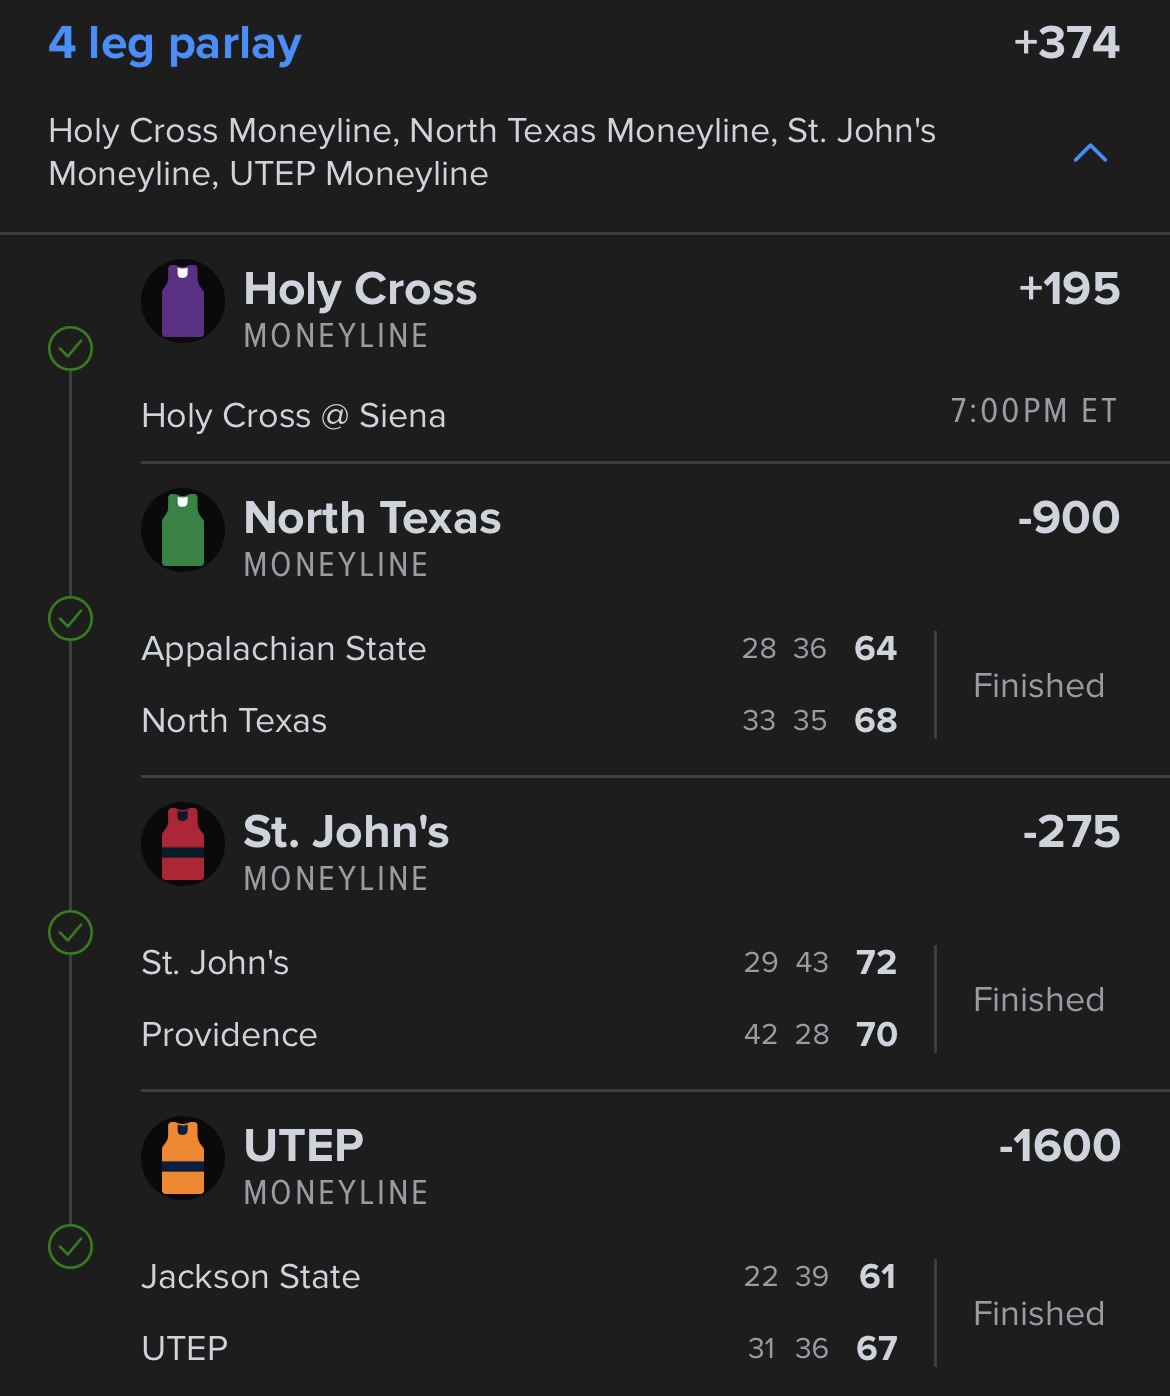 4 leg parlay +374
Holy Cross Moneyline, North Texas Moneyline, St. John's
Moneyline, UTEP Moneyline
Holy Cross +195
MONEYLINE
Holy Cross @ Siena 7:00PM ET
North Texas -900
MONEYLINE
Appalachian State 28 36 64
Finished
North Texas 33 35 68
St. John's -275
MONEYLINE
St. John's 29 43 72
Finished
Providence 42 28 70
UTEP -1600
MONEYLINE
Jackson State 22 39 61
Finished
UTEP 31 36 67